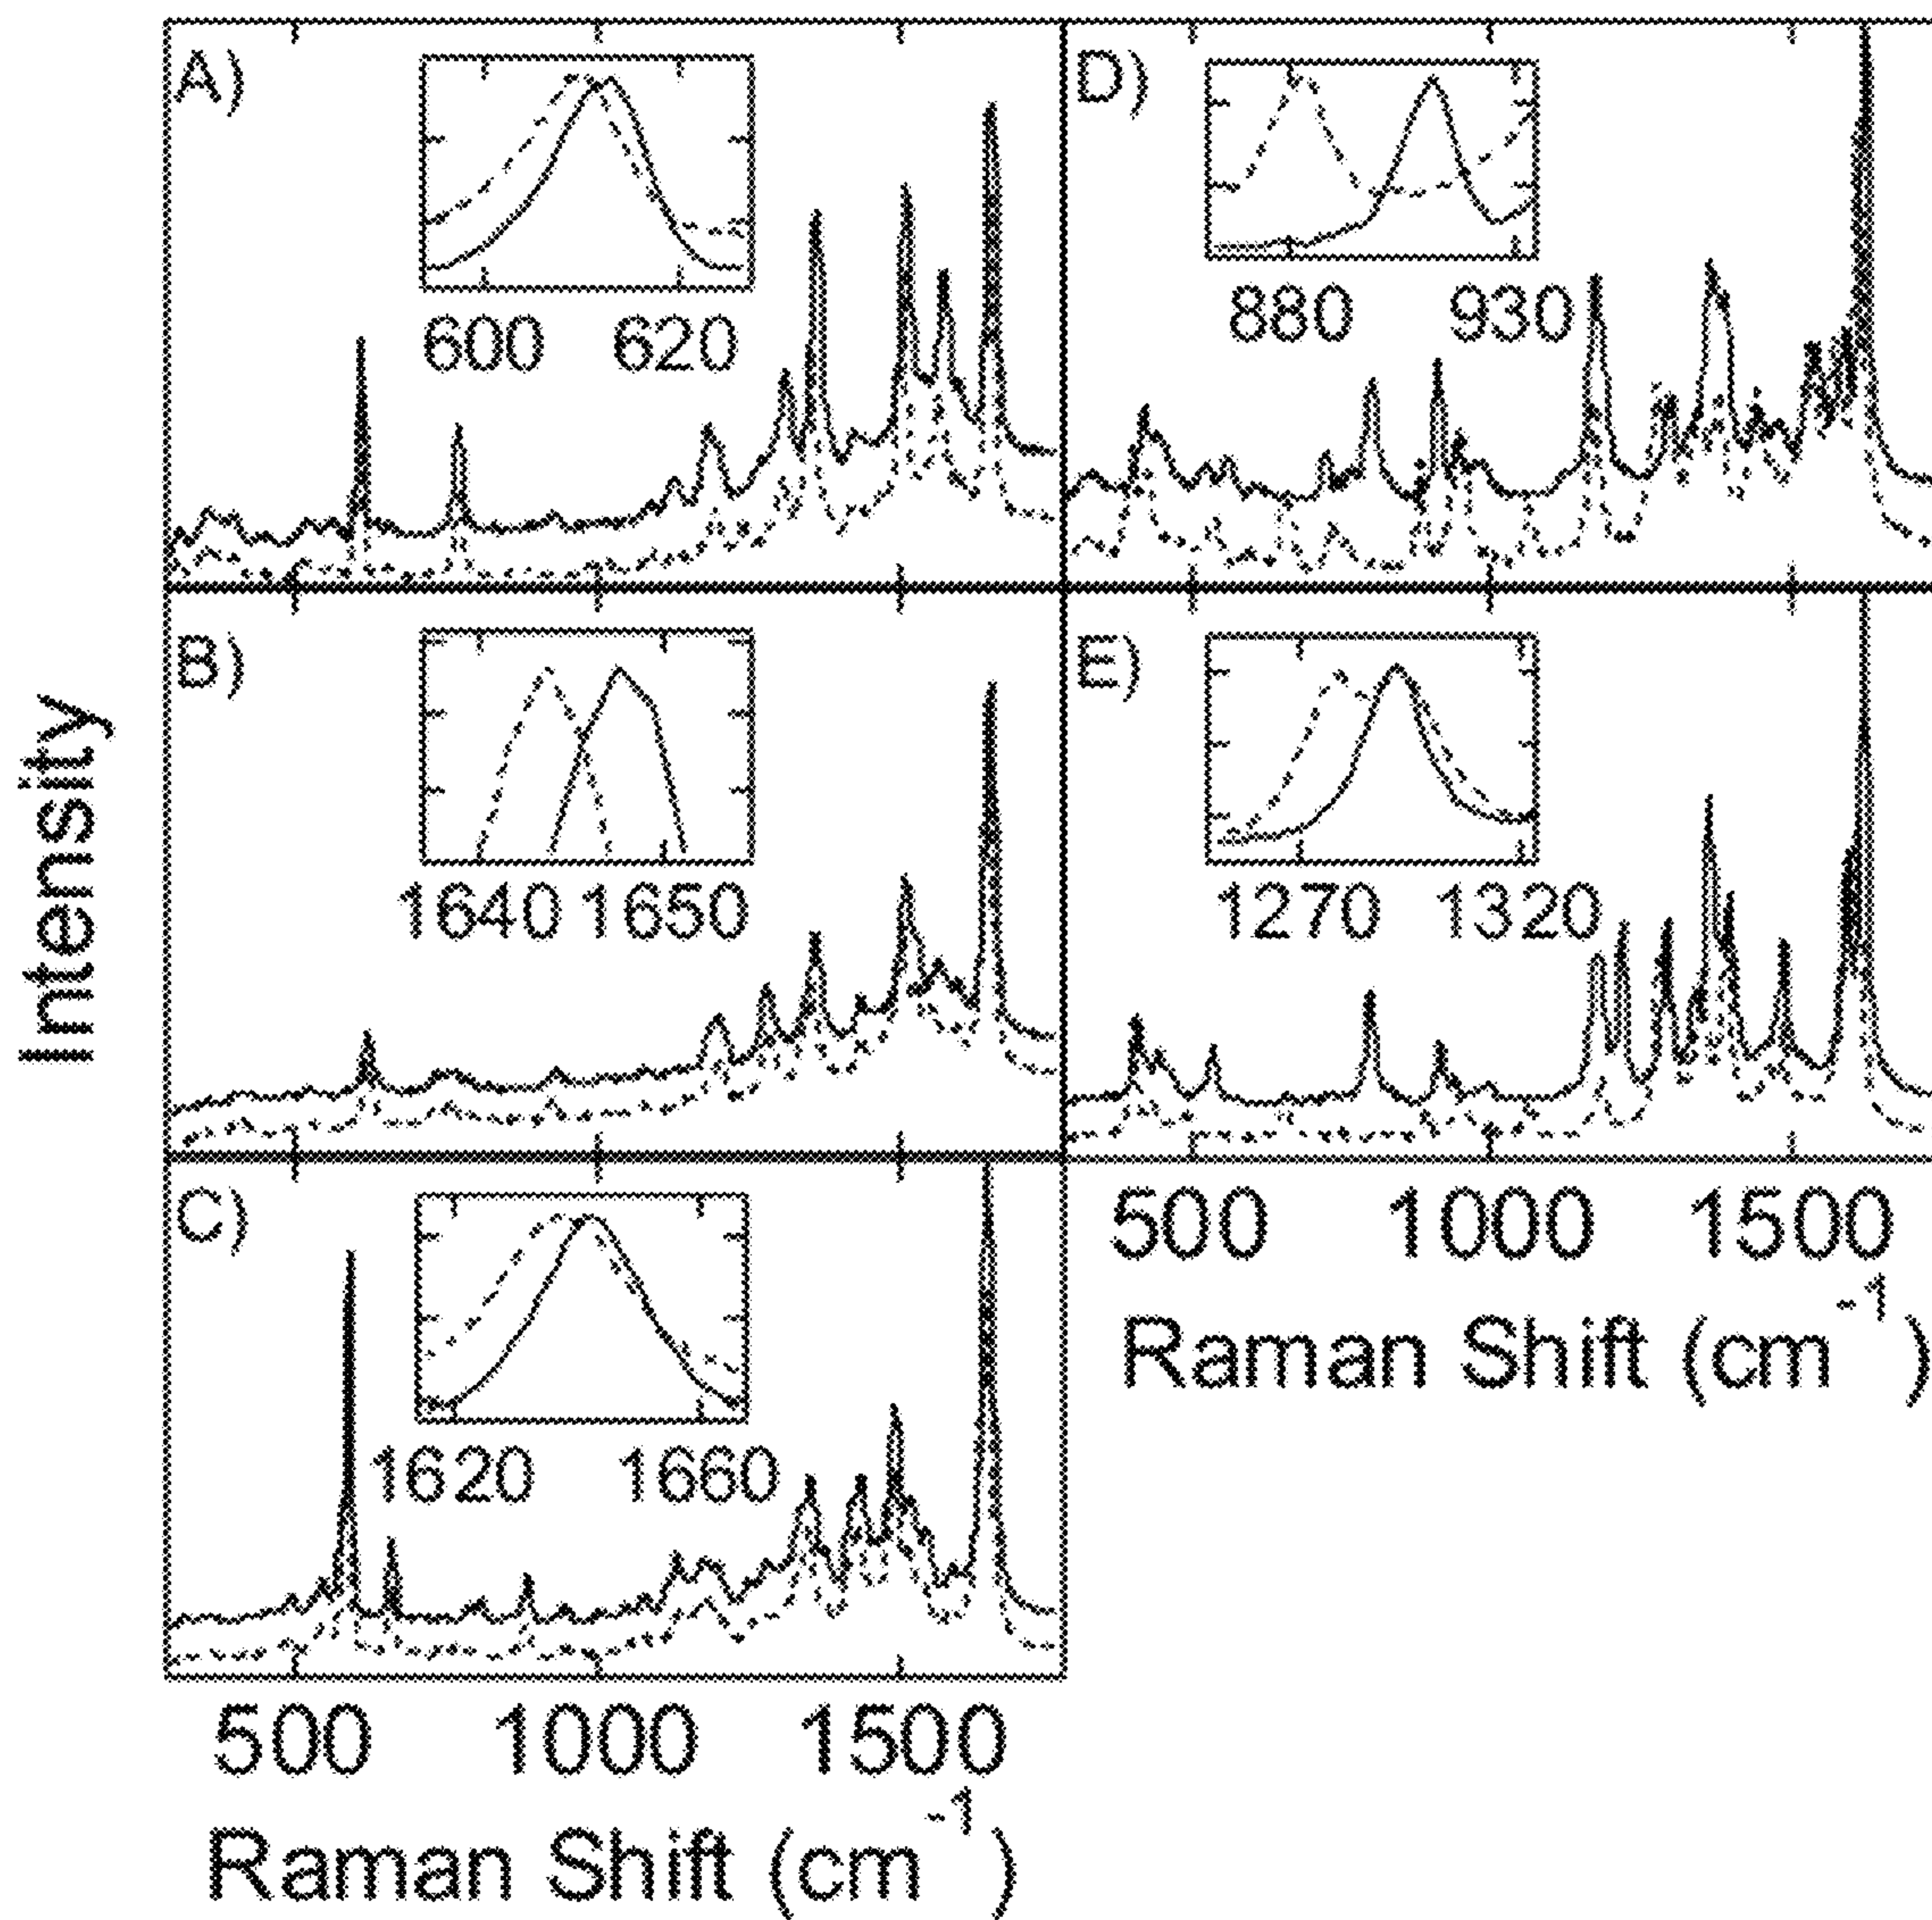 Intensity
A)
600 620
B)
1640 1650
C)
1620 1660
500 1000 1500
Raman Shift (cm-1)
D)
880 930
E)
1270 1320
500 1000 1500
Raman Shift (cm-1)